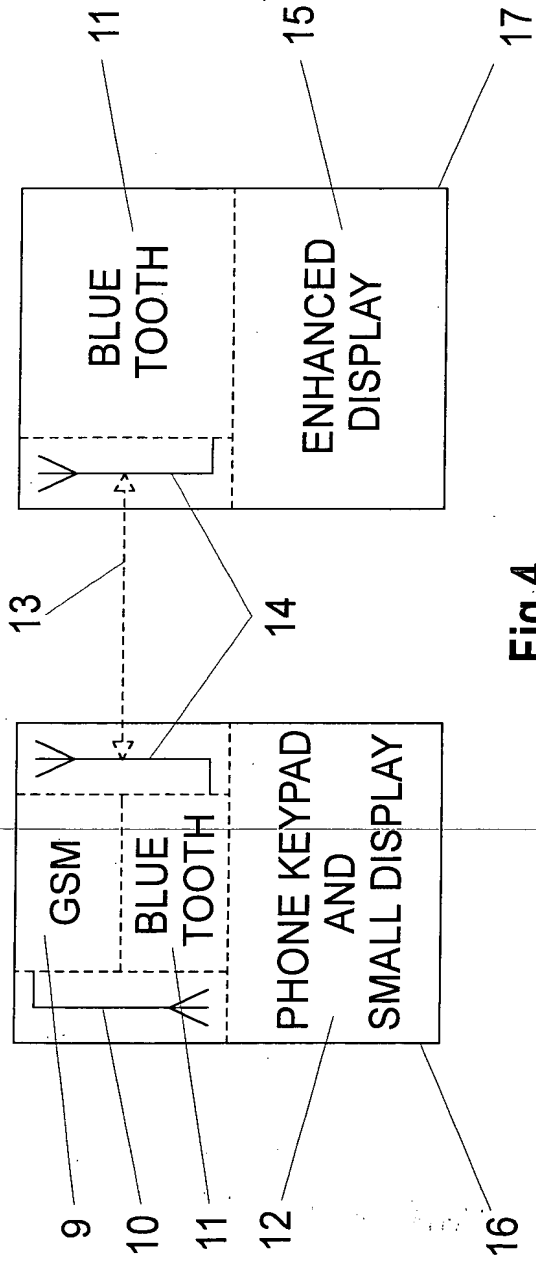 9
10
11
12
16
GSM
BLUE
TOOTH
PHONE KEYPAD
AND
SMALL DISPLAY
13
14
BLUE
TOOTH
ENHANCED
DISPLAY
11
15
17
Fig.4